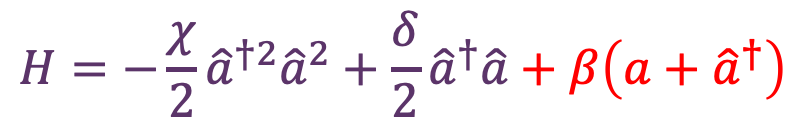 H = −χ/2 â†²â² + δ/2 â†â + β(a + â†)